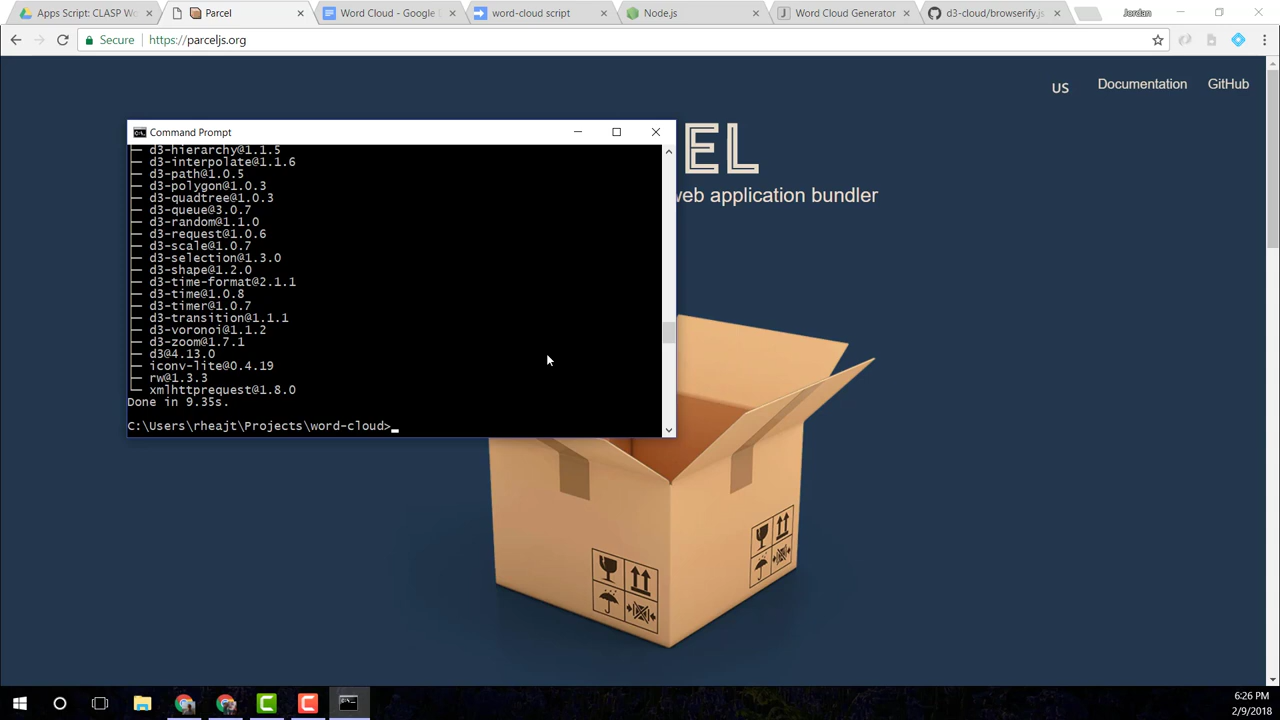 Apps Script: CLASP Wo
Parcel
Word Cloud - Google
word-cloud script
Node.js
Word Cloud Generator
d3-cloud/browserify.js
Jordan
Secure
https://parceljs.org
US
Documentation
GitHub
EL
web application bundler
Command Prompt
d3-hierarchy@1.1.5
d3-interpolate@1.1.6
d3-path@1.0.5
d3-polygon@1.0.3
d3-quadtree@1.0.3
d3-queue@3.0.7
d3-random@1.1.0
d3-request@1.0.6
d3-scale@1.0.7
d3-selection@1.3.0
d3-shape@1.2.0
d3-time-format@2.1.1
d3-time@1.0.8
d3-timer@1.0.7
d3-transition@1.1.1
d3-voronoi@1.1.2
d3-zoom@1.7.1
d3@4.13.0
iconv-lite@0.4.19
rw@1.3.3
xmlhttprequest@1.8.0
Done in 9.35s.
C:\Users\rheajt\Projects\word-cloud>
6:26 PM
2/9/2018